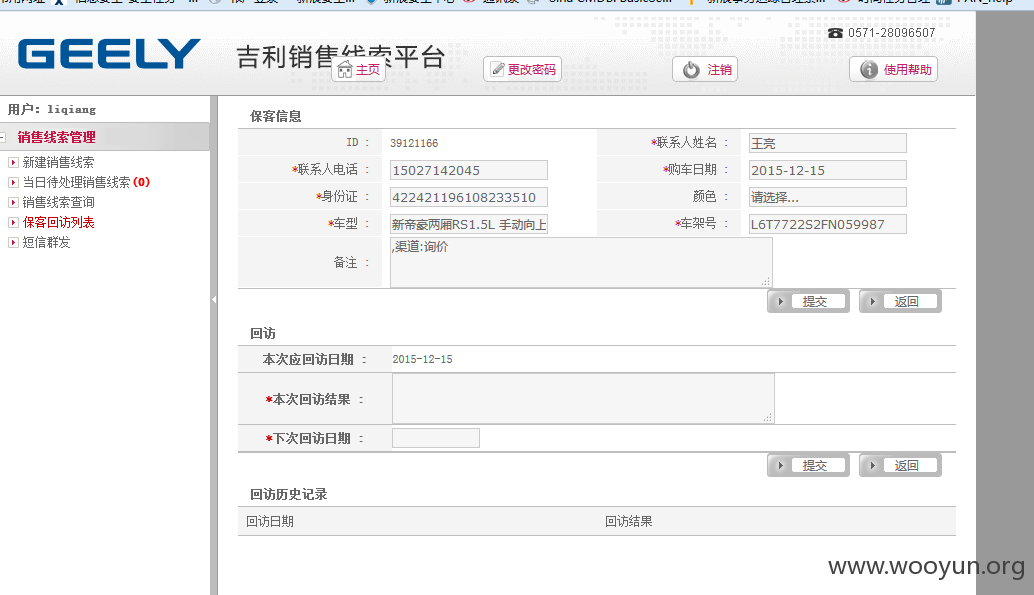 GEELY 吉利销售线索平台
0571-28096507
主页 更改密码 注销 使用帮助
用户: liqiang
销售线索管理
新建销售线索
当日待处理销售线索 (0)
销售线索查询
保客回访列表
短信群发
保客信息
ID : 39121166 *联系人姓名 : 王亮
*联系人电话 : 15027142045 *购车日期 : 2015-12-15
*身份证 : 422421196108233510 颜色 : 请选择...
*车型 : 新帝豪两厢RS1.5L 手动向上 *车架号 : L6T7722S2FN059987
备注 : ,渠道:询价
提交 返回
回访
本次应回访日期 : 2015-12-15
*本次回访结果 :
*下次回访日期 :
提交 返回
回访历史记录
回访日期 回访结果
www.wooyun.org